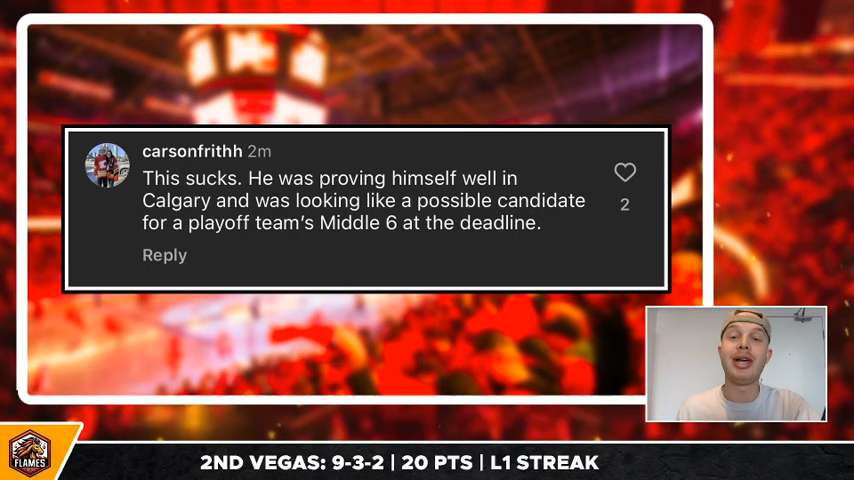 carsonfrithh 2m
This sucks. He was proving himself well in
Calgary and was looking like a possible candidate
for a playoff team's Middle 6 at the deadline.
2
Reply
FLAMES
2ND VEGAS: 9-3-2 | 20 PTS | L1 STREAK